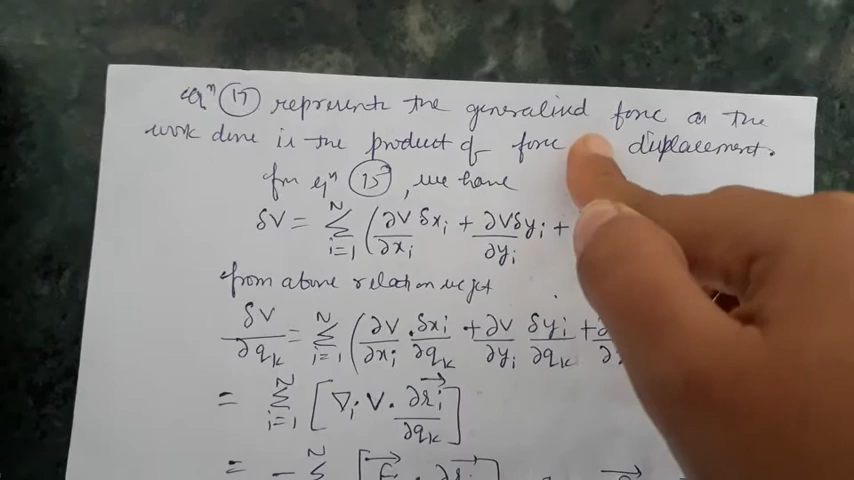 eqⁿ (17) represents the generalised force as the
work done is the product of force displacement.
for eqⁿ (15), we have
δV = Σ_{i=1}^{N} (∂V/∂x_i δx_i + ∂V/∂y_i δy_i +
from above relation we get
δV/∂q_k = Σ_{i=1}^{N} (∂V/∂x_i · δx_i/∂q_k + ∂V/∂y_i δy_i/∂q_k +
= Σ_{i=1}^{N} [∇_i V · ∂r⃗_i/∂q_k]
= - Σ